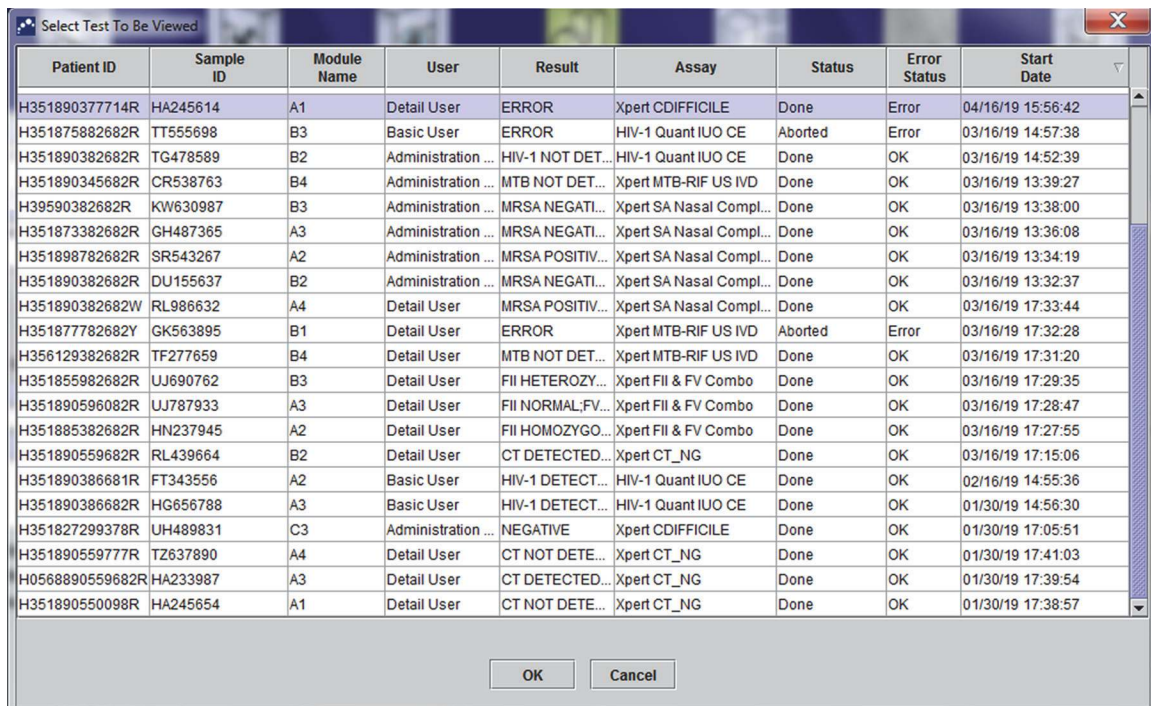 Select Test To Be Viewed
Patient ID Sample ID Module Name User Result Assay Status Error Status Start Date
H351890377714R HA245614 A1 Detail User ERROR Xpert CDIFFICILE Done Error 04/16/19 15:56:42
H351875882682R TT555698 B3 Basic User ERROR HIV-1 Quant IUO CE Aborted Error 03/16/19 14:57:38
H351890382682R TG478589 B2 Administration ... HIV-1 NOT DET... HIV-1 Quant IUO CE Done OK 03/16/19 14:52:39
H351890345682R CR538763 B4 Administration ... MTB NOT DET... Xpert MTB-RIF US IVD Done OK 03/16/19 13:39:27
H39590382682R KW630987 B3 Administration ... MRSA NEGATI... Xpert SA Nasal Compl... Done OK 03/16/19 13:38:00
H351873382682R GH487365 A3 Administration ... MRSA NEGATI... Xpert SA Nasal Compl... Done OK 03/16/19 13:36:08
H351898782682R SR543267 A2 Administration ... MRSA POSITIV... Xpert SA Nasal Compl... Done OK 03/16/19 13:34:19
H351890382682R DU155637 B2 Administration ... MRSA NEGATI... Xpert SA Nasal Compl... Done OK 03/16/19 13:32:37
H351890382682W RL986632 A4 Detail User MRSA POSITIV... Xpert SA Nasal Compl... Done OK 03/16/19 17:33:44
H351877782682Y GK563895 B1 Detail User ERROR Xpert MTB-RIF US IVD Aborted Error 03/16/19 17:32:28
H356129382682R TF277659 B4 Detail User MTB NOT DET... Xpert MTB-RIF US IVD Done OK 03/16/19 17:31:20
H351855982682R UJ690762 B3 Detail User FII HETEROZY... Xpert FII & FV Combo Done OK 03/16/19 17:29:35
H351890596082R UJ787933 A3 Detail User FII NORMAL;FV... Xpert FII & FV Combo Done OK 03/16/19 17:28:47
H351885382682R HN237945 A2 Detail User FII HOMOZYGO... Xpert FII & FV Combo Done OK 03/16/19 17:27:55
H351890559682R RL439664 B2 Detail User CT DETECTED... Xpert CT_NG Done OK 03/16/19 17:15:06
H351890386681R FT343556 A2 Basic User HIV-1 DETECT... HIV-1 Quant IUO CE Done OK 02/16/19 14:55:36
H351890386682R HG656788 A3 Basic User HIV-1 DETECT... HIV-1 Quant IUO CE Done OK 01/30/19 14:56:30
H351827299378R UH489831 C3 Administration ... NEGATIVE Xpert CDIFFICILE Done OK 01/30/19 17:05:51
H351890559777R TZ637890 A4 Detail User CT NOT DETE... Xpert CT_NG Done OK 01/30/19 17:41:03
H0568890559682R HA233987 A3 Detail User CT DETECTED... Xpert CT_NG Done OK 01/30/19 17:39:54
H351890550098R HA245654 A1 Detail User CT NOT DETE... Xpert CT_NG Done OK 01/30/19 17:38:57
OK Cancel